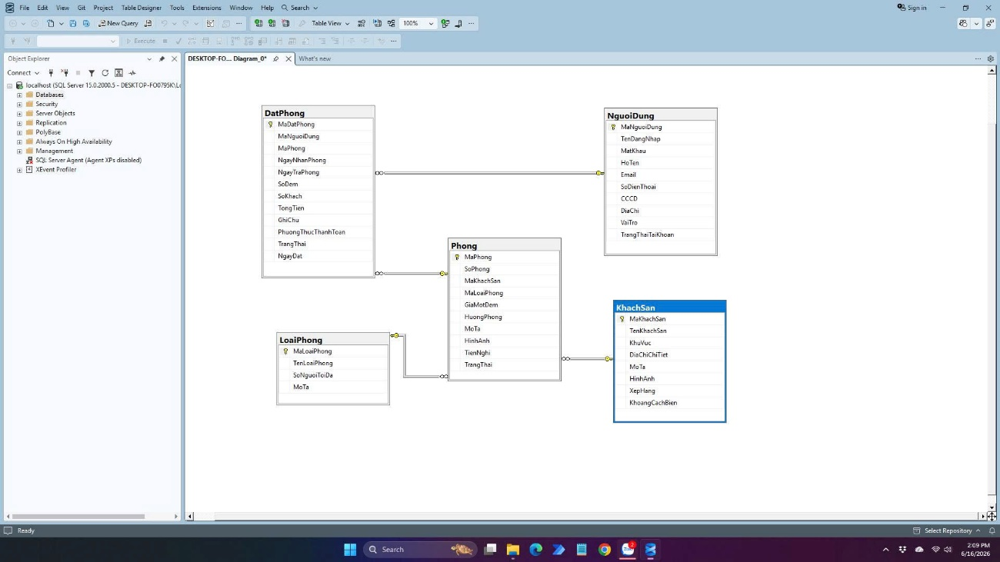 File Edit View Git Project Table Designer Tools Extensions Window Help Search Sign in
New Query Table View 100%
Execute
Object Explorer
DESKTOP-FO... Diagram_0* What's new
Connect
localhost (SQL Server 15.0.2000.5 - DESKTOP-FO0795K\Lo
Databases
Security
Server Objects
Replication
PolyBase
Always On High Availability
Management
SQL Server Agent (Agent XPs disabled)
XEvent Profiler
DatPhong
MaDatPhong
MaNguoiDung
MaPhong
NgayNhanPhong
NgayTraPhong
SoDem
SoKhach
TongTien
GhiChu
PhuongThucThanhToan
TrangThai
NgayDat
NguoiDung
MaNguoiDung
TenDangNhap
MatKhau
HoTen
Email
SoDienThoai
CCCD
DiaChi
VaiTro
TrangThaiTaiKhoan
Phong
MaPhong
SoPhong
MaKhachSan
MaLoaiPhong
GiaMotDem
HuongPhong
MoTa
HinhAnh
TienNghi
TrangThai
LoaiPhong
MaLoaiPhong
TenLoaiPhong
SoNguoiToiDa
MoTa
KhachSan
MaKhachSan
TenKhachSan
KhuVuc
DiaChiChiTiet
MoTa
HinhAnh
XepHang
KhoangCachBien
Ready Select Repository
Search
2
2:09 PM
6/16/2026